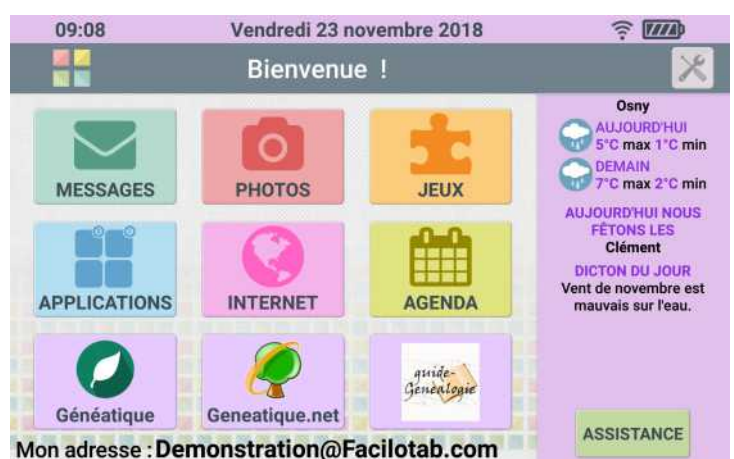 09:08 Vendredi 23 novembre 2018
Bienvenue !
MESSAGES PHOTOS JEUX
APPLICATIONS INTERNET AGENDA
Généatique Geneatique.net guide-
Genéalogie
Mon adresse : Demonstration@Facilotab.com
Osny
AUJOURD'HUI
5°C max 1°C min
DEMAIN
7°C max 2°C min
AUJOURD'HUI NOUS
FÊTONS LES
Clément
DICTON DU JOUR
Vent de novembre est
mauvais sur l'eau.
ASSISTANCE